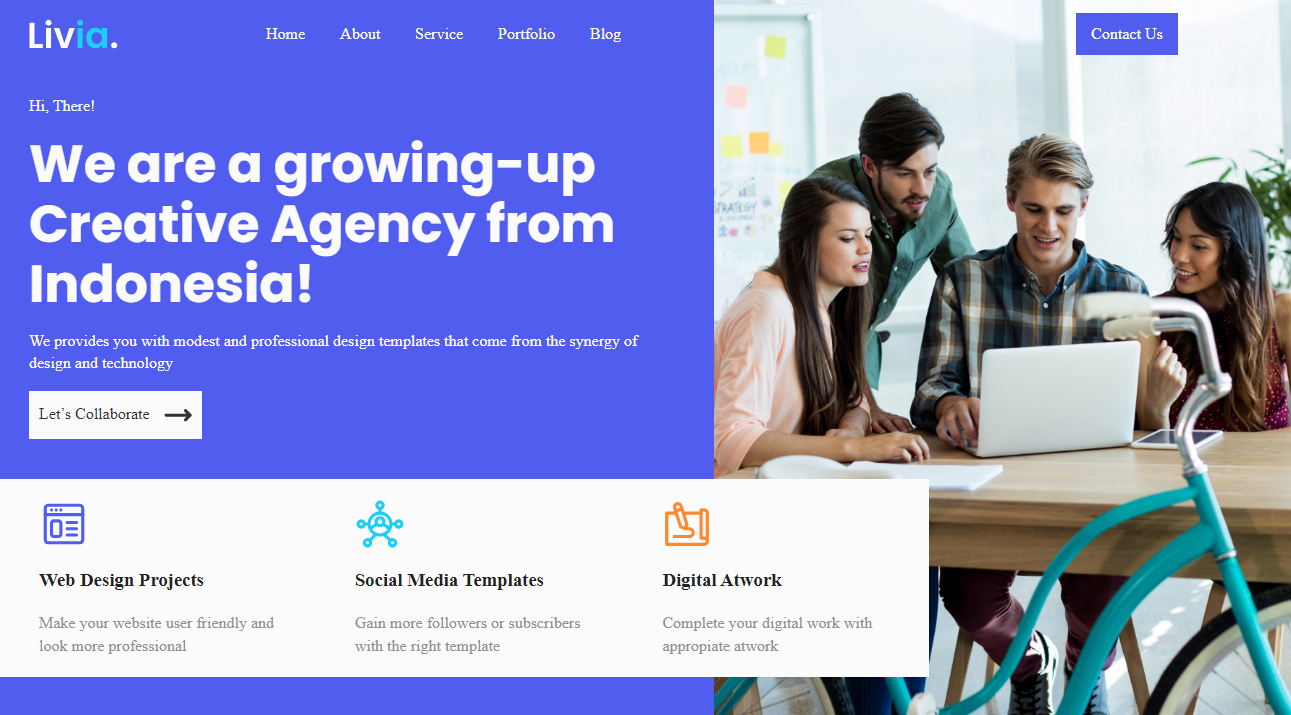 Livia.
Home About Service Portfolio Blog
Contact Us
Hi, There!
We are a growing-up
Creative Agency from
Indonesia!
We provides you with modest and professional design templates that come from the synergy of
design and technology
Let's Collaborate
GROUPS
STRATEGY
& DEVELOPMENT
Web Design Projects
Make your website user friendly and
look more professional
Social Media Templates
Gain more followers or subscribers
with the right template
Digital Atwork
Complete your digital work with
appropiate atwork